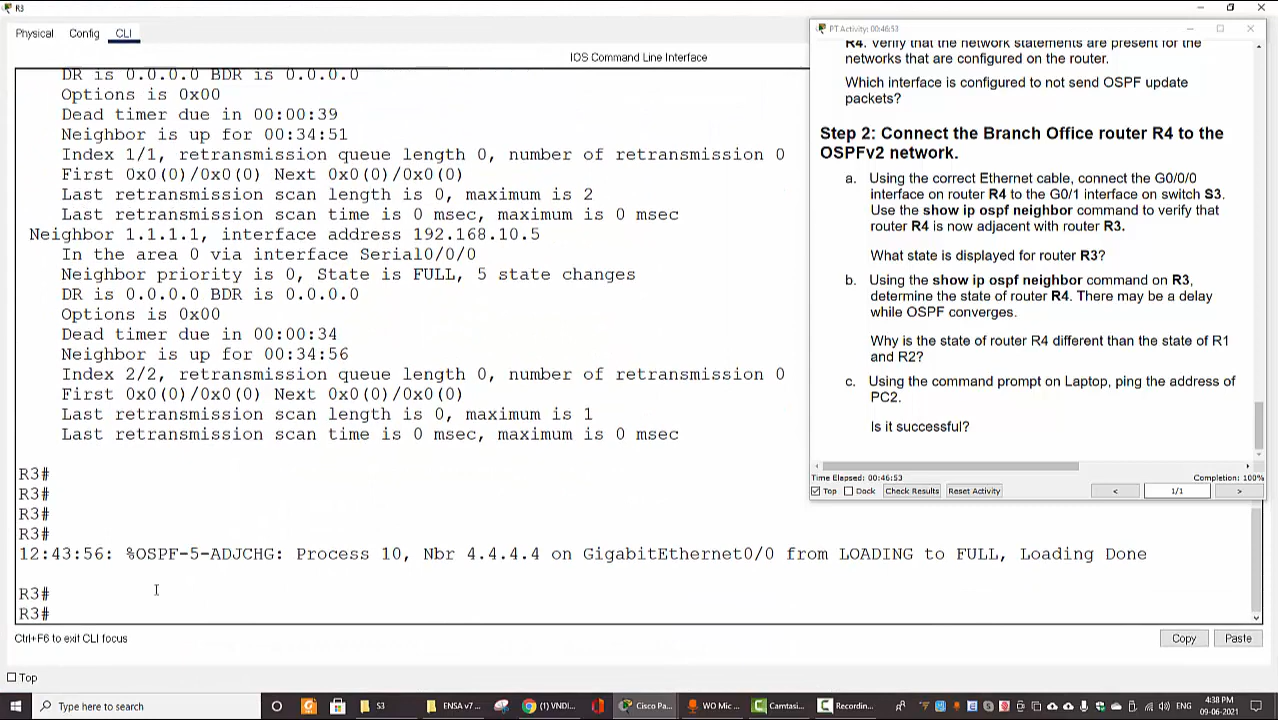 R3
Physical Config CLI
IOS Command Line Interface
DR is 0.0.0.0 BDR is 0.0.0.0
Options is 0x00
Dead timer due in 00:00:39
Neighbor is up for 00:34:51
Index 1/1, retransmission queue length 0, number of retransmission 0
First 0x0(0)/0x0(0) Next 0x0(0)/0x0(0)
Last retransmission scan length is 0, maximum is 2
Last retransmission scan time is 0 msec, maximum is 0 msec
Neighbor 1.1.1.1, interface address 192.168.10.5
In the area 0 via interface Serial0/0/0
Neighbor priority is 0, State is FULL, 5 state changes
DR is 0.0.0.0 BDR is 0.0.0.0
Options is 0x00
Dead timer due in 00:00:34
Neighbor is up for 00:34:56
Index 2/2, retransmission queue length 0, number of retransmission 0
First 0x0(0)/0x0(0) Next 0x0(0)/0x0(0)
Last retransmission scan length is 0, maximum is 1
Last retransmission scan time is 0 msec, maximum is 0 msec
R3#
R3#
R3#
R3#
12:43:56: %OSPF-5-ADJCHG: Process 10, Nbr 4.4.4.4 on GigabitEthernet0/0 from LOADING to FULL, Loading Done
R3#
R3#
Ctrl+F6 to exit CLI focus
Copy Paste
Top
PT Activity: 00:46:53
R4. Verify that the network statements are present for the
networks that are configured on the router.
Which interface is configured to not send OSPF update
packets?
Step 2: Connect the Branch Office router R4 to the
OSPFv2 network.
a. Using the correct Ethernet cable, connect the G0/0/0
interface on router R4 to the G0/1 interface on switch S3.
Use the show ip ospf neighbor command to verify that
router R4 is now adjacent with router R3.
What state is displayed for router R3?
b. Using the show ip ospf neighbor command on R3,
determine the state of router R4. There may be a delay
while OSPF converges.
Why is the state of router R4 different than the state of R1
and R2?
c. Using the command prompt on Laptop, ping the address of
PC2.
Is it successful?
Time Elapsed: 00:46:53 Completion: 100%
Top Dock Check Results Reset Activity < 1/1 >
Type here to search
S3
ENSA v7 ...
(1) VNDI...
Cisco Pa...
WO Mic ...
Camtasi...
Recordin...
ENG
4:38 PM
09-06-2021